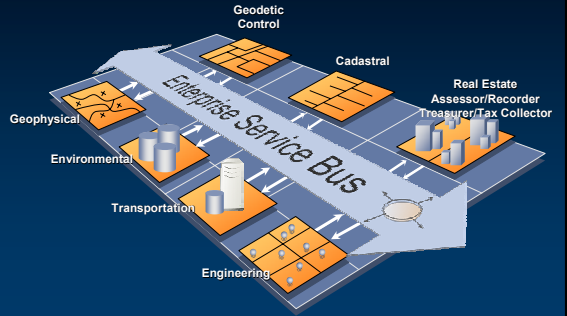 Geodetic
Control
Cadastral
Real Estate
Assessor/Recorder
Treasurer/Tax Collector
Geophysical
Enterprise Service Bus
Environmental
Transportation
Engineering